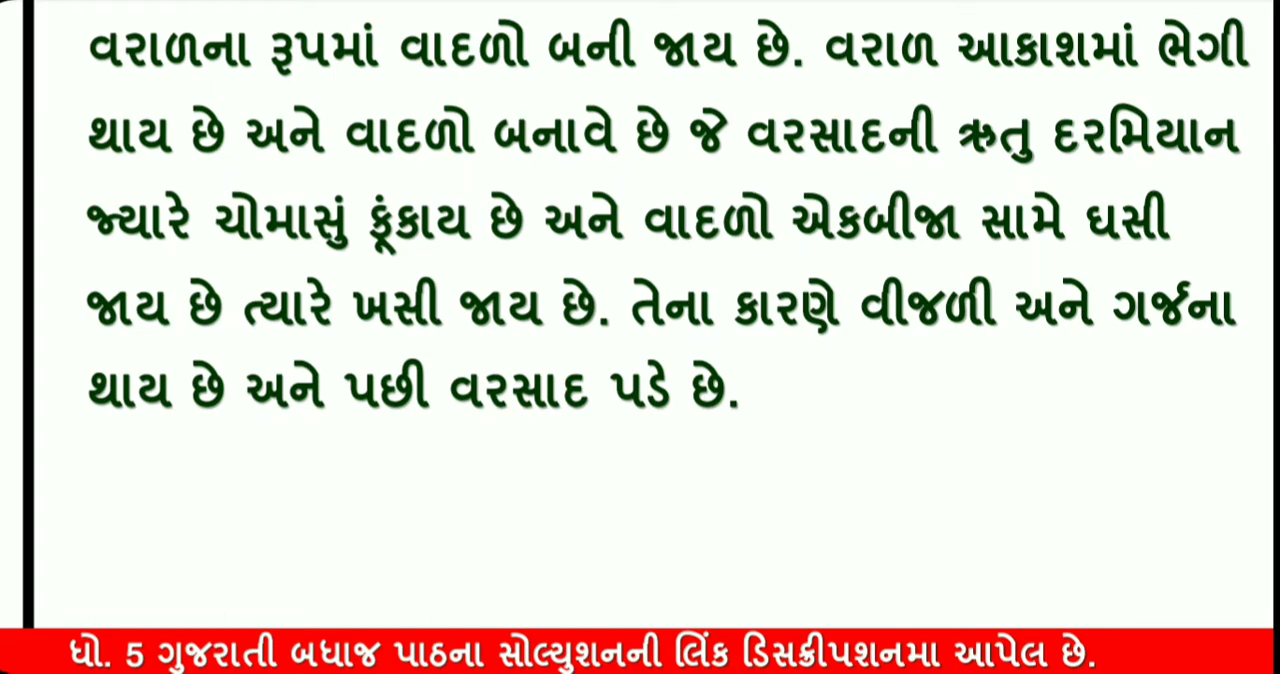 વરાળના રૂપમાં વાદળો બની જાય છે. વરાળ આકાશમાં ભેગી
થાય છે અને વાદળો બનાવે છે જે વરસાદની ઋતુ દરમિયાન
જ્યારે ચોમાસું ફૂંકાય છે અને વાદળો એકબીજા સામે ઘસી
જાય છે ત્યારે ખસી જાય છે. તેના કારણે વીજળી અને ગર્જના
થાય છે અને પછી વરસાદ પડે છે.
ધો. 5 ગુજરાતી બધાજ પાઠના સોલ્યુશનની લિંક ડિસક્રીપશનમા આપેલ છે.